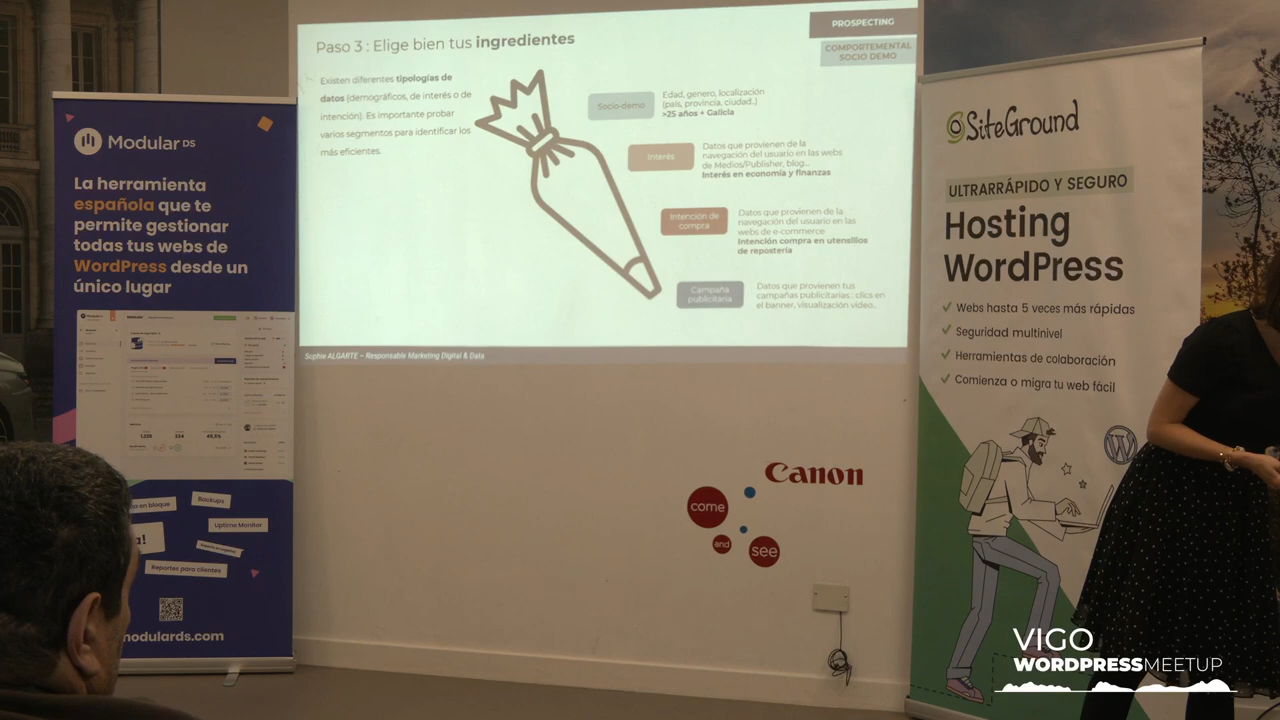 Modular DS
La herramienta
española que te
permite gestionar
todas tus webs de
WordPress desde un
único lugar
Backups
Uptime Monitor
Reportes para clientes
modulards.com
Paso 3 : Elige bien tus ingredientes
Existen diferentes tipologías de
datos (demográficos, de interés o de
intención). Es importante probar
varios segmentos para identificar los
más eficientes.
PROSPECTING
COMPORTEMENTAL
SOCIO DEMO
Socio-demo
Edad, genero, localización
(país, provincia, ciudad..)
>25 años + Galicia
Interés
Datos que provienen de la
navegación del usuario en las webs
de Medios/Publisher, blog...
Interés en economía y finanzas
Intención de
compra
Datos que provienen de la
navegación del usuario en las
webs de e-commerce
Intención compra en utensilios
de repostería
Campaña
publicitaria
Datos que provienen tus
campañas publicitarias : clics en
el banner, visualización video..
Sophie ALGARTE – Responsable Marketing Digital & Data
Canon
come
and
see
SiteGround
ULTRARRÁPIDO Y SEGURO
Hosting
WordPress
Webs hasta 5 veces más rápidas
Seguridad multinivel
Herramientas de colaboración
Comienza o migra tu web fácil
VIGO
WORDPRESSMEETUP